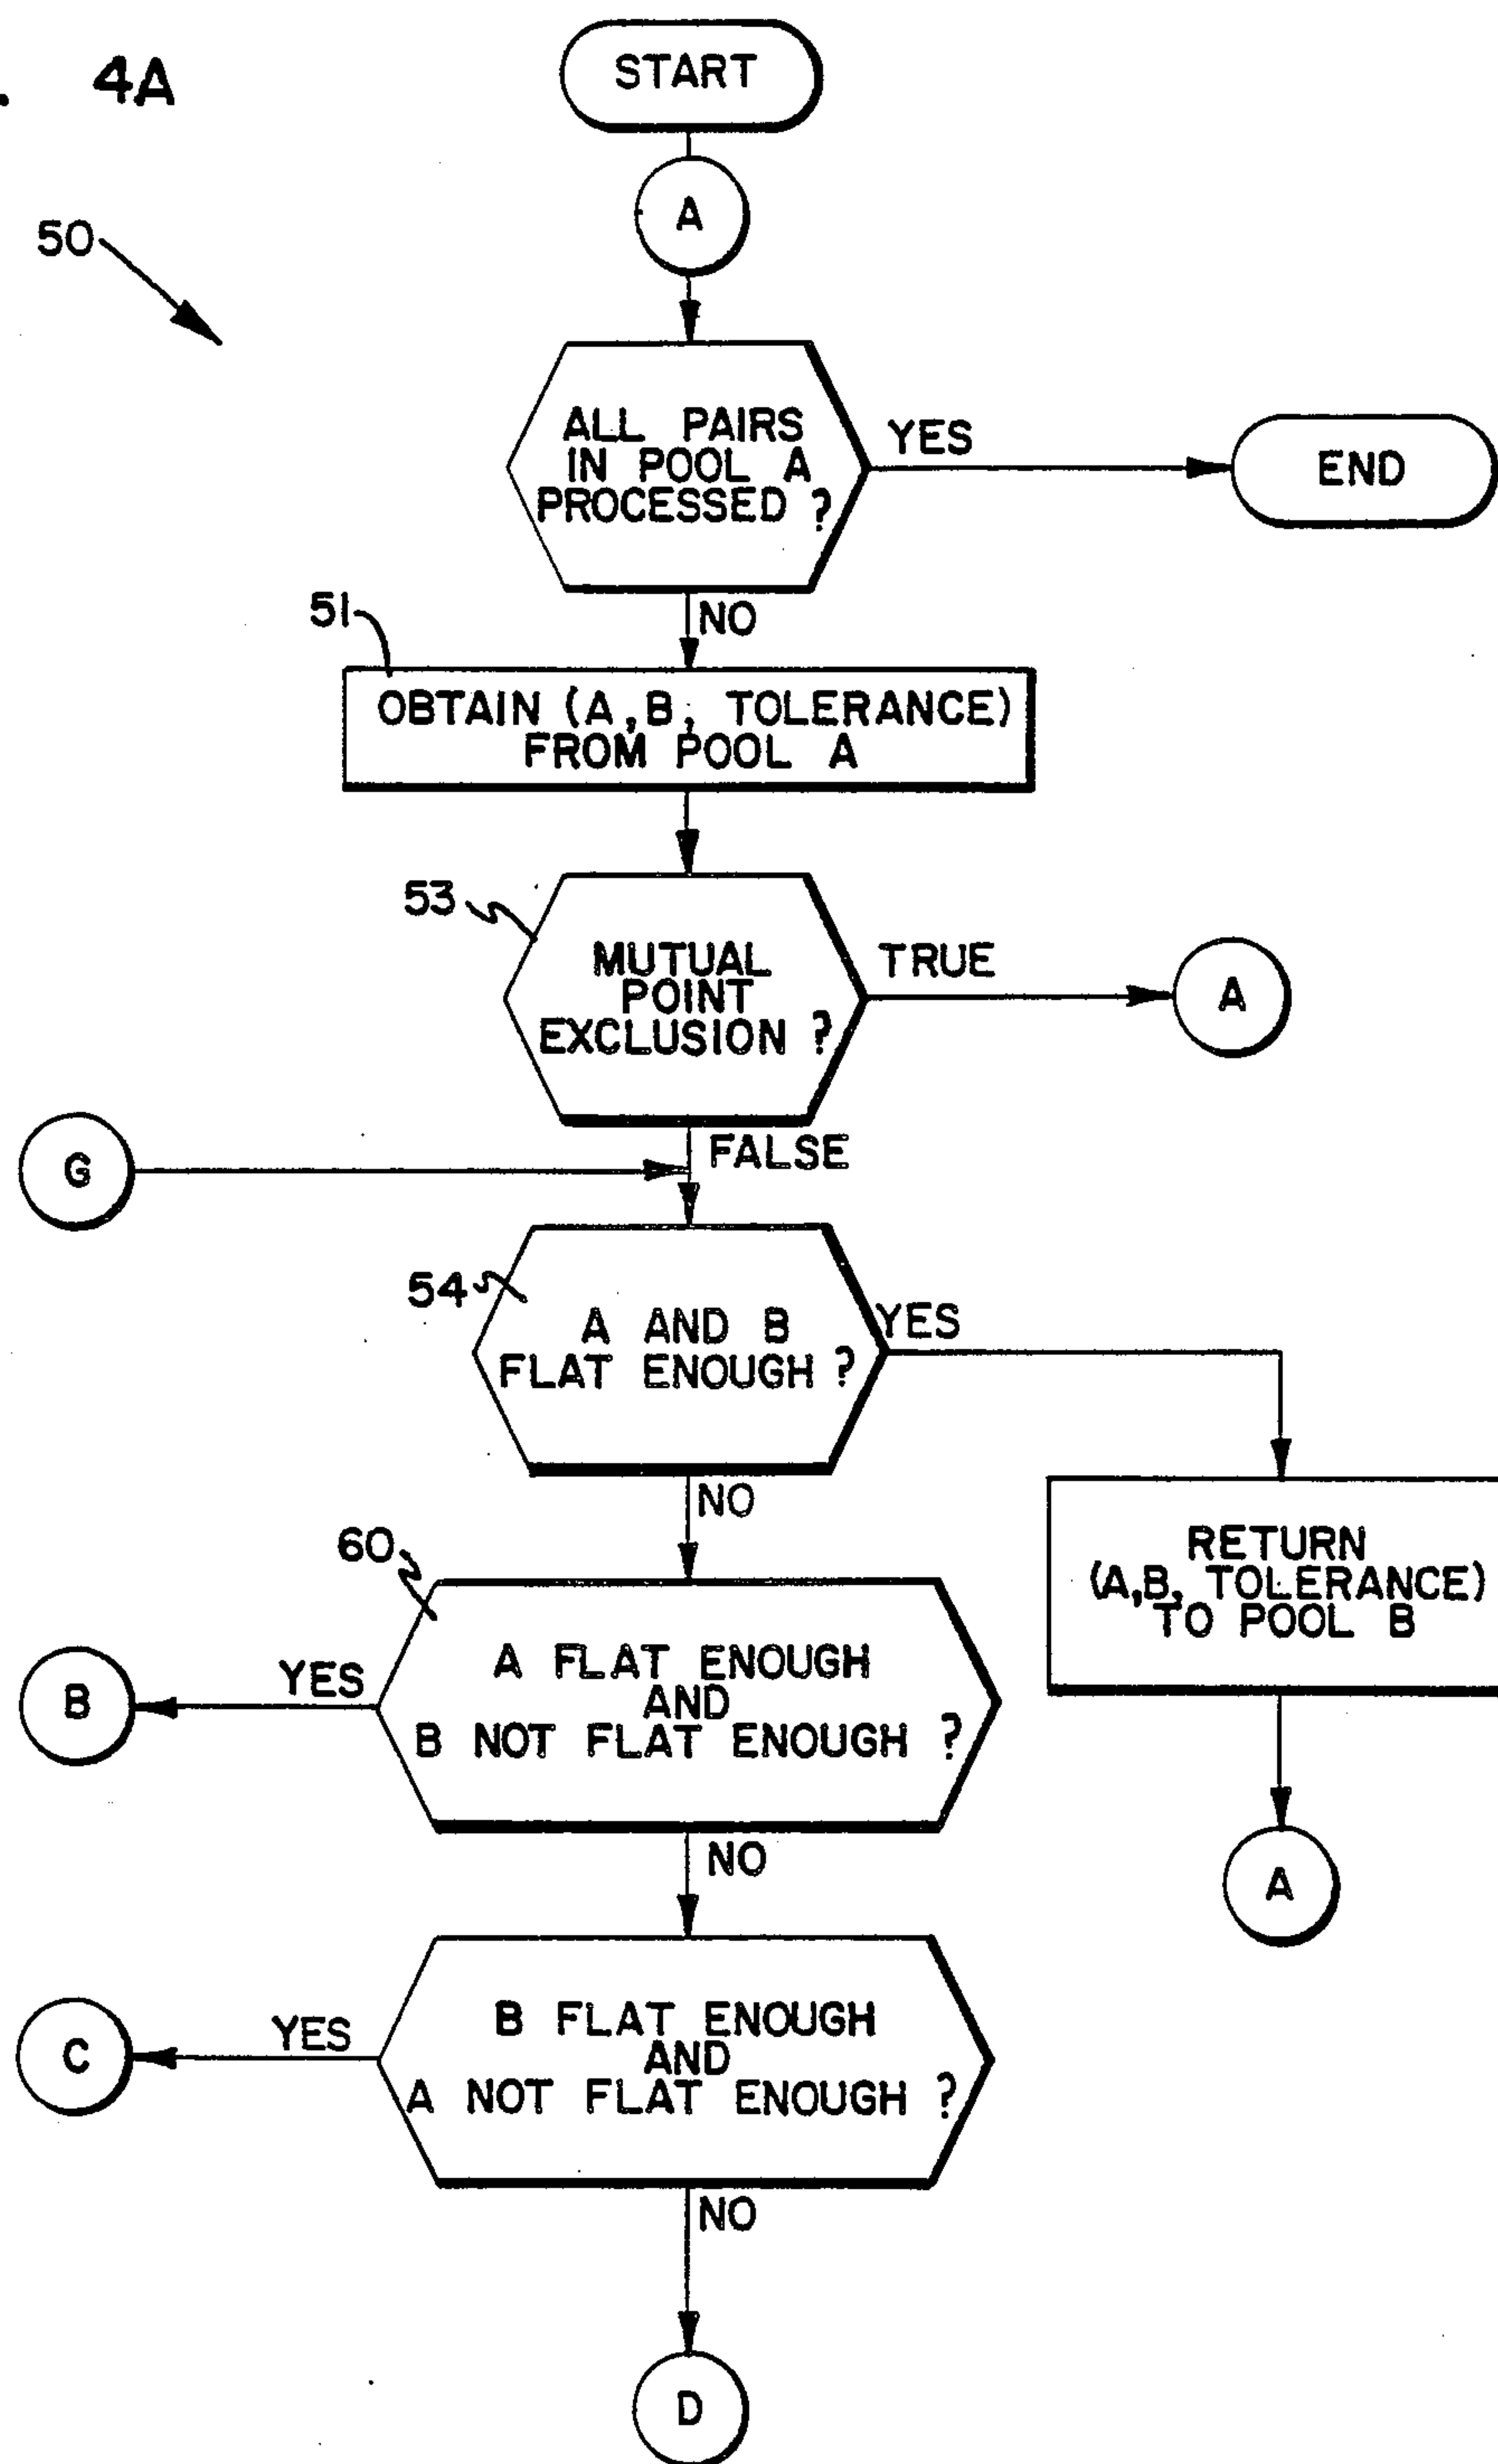 . 4A
START
A
50
ALL PAIRS
IN POOL A
PROCESSED ?
YES
END
NO
51
OBTAIN (A,B, TOLERANCE)
FROM POOL A
53
MUTUAL
POINT
EXCLUSION ?
TRUE
A
FALSE
G
54
A AND B
FLAT ENOUGH ?
YES
NO
RETURN
(A,B, TOLERANCE)
TO POOL B
A
60
A FLAT ENOUGH
AND
B NOT FLAT ENOUGH ?
YES
B
NO
B FLAT ENOUGH
AND
A NOT FLAT ENOUGH ?
YES
C
NO
D